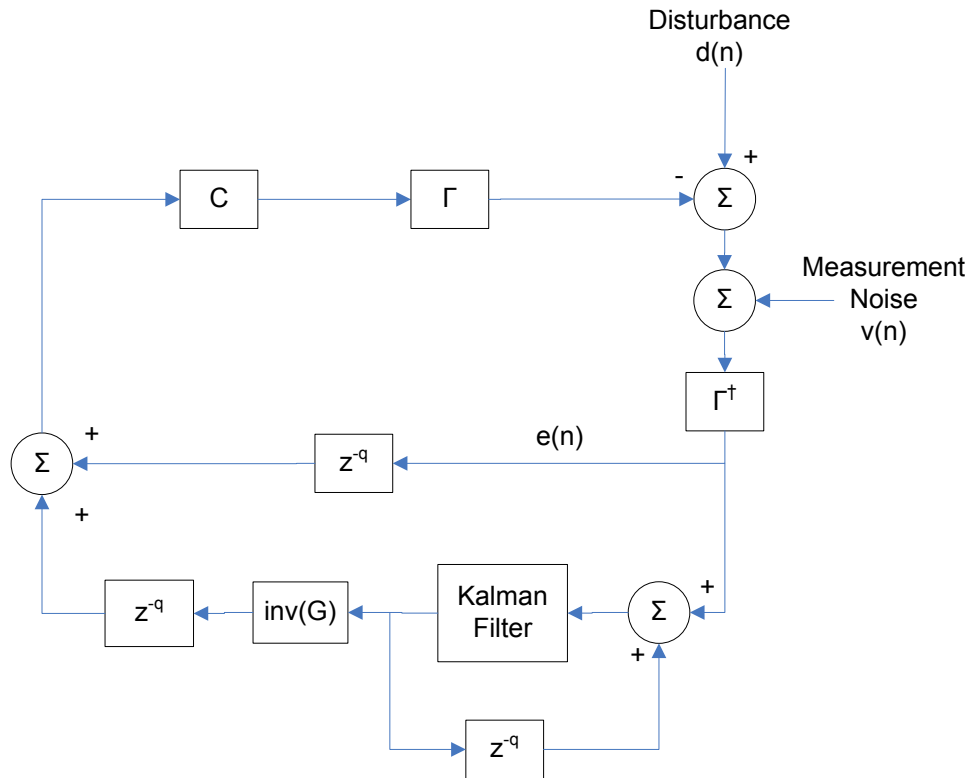 Disturbance
d(n)
+
C
Γ
-
Σ
Σ
Measurement
Noise
v(n)
Γ†
e(n)
+
Σ
z-q
+
z-q
inv(G)
Kalman
Filter
+
Σ
+
z-q